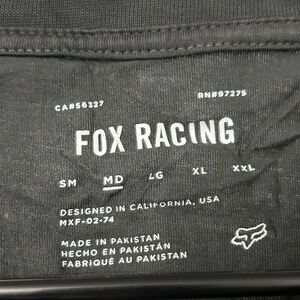 CA#56327 RN#97275
FOX RACING
SM MD LG XL XXL
DESIGNED IN CALIFORNIA, USA
MXF-02-74
MADE IN PAKISTAN
HECHO EN PAKISTÁN
FABRIQUÉ AU PAKISTAN